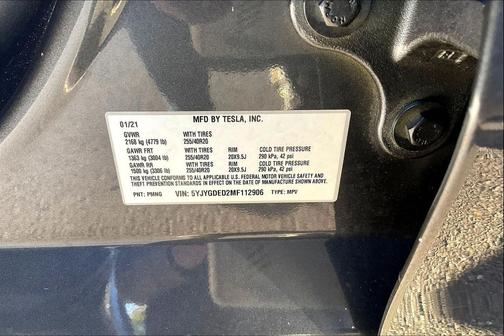 MFD BY TESLA, INC.
01/21
GVWR WITH TIRES
2168 kg (4779 lb) 255/40R20
GAWR FRT WITH TIRES RIM COLD TIRE PRESSURE
1363 kg (3004 lb) 255/40R20 20X9.5J 290 kPa, 42 psi
GAWR RR WITH TIRES RIM COLD TIRE PRESSURE
1500 kg (3306 lb) 255/40R20 20X9.5J 290 kPa, 42 psi
THIS VEHICLE CONFORMS TO ALL APPLICABLE U.S. FEDERAL MOTOR VEHICLE SAFETY AND
THEFT PREVENTION STANDARDS IN EFFECT ON THE DATE OF MANUFACTURE SHOWN ABOVE.
PNT: PMNG VIN: 5YJYGDED2MF112906 TYPE: MPV